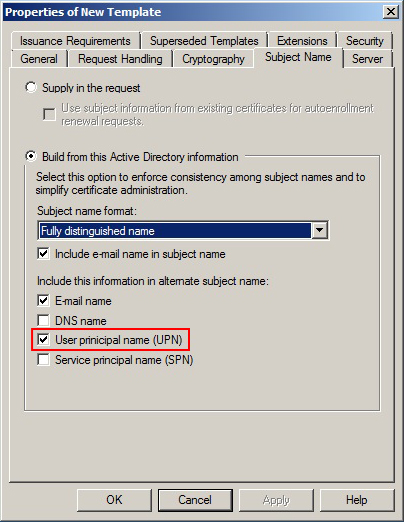 Properties of New Template
Issuance Requirements Superseded Templates Extensions Security
General Request Handling Cryptography Subject Name Server
Supply in the request
Use subject information from existing certificates for autoenrollment
renewal requests.
Build from this Active Directory information
Select this option to enforce consistency among subject names and to
simplify certificate administration.
Subject name format:
Fully distinguished name
Include e-mail name in subject name
Include this information in alternate subject name:
E-mail name
DNS name
User prinicipal name (UPN)
Service principal name (SPN)
OK Cancel Apply Help